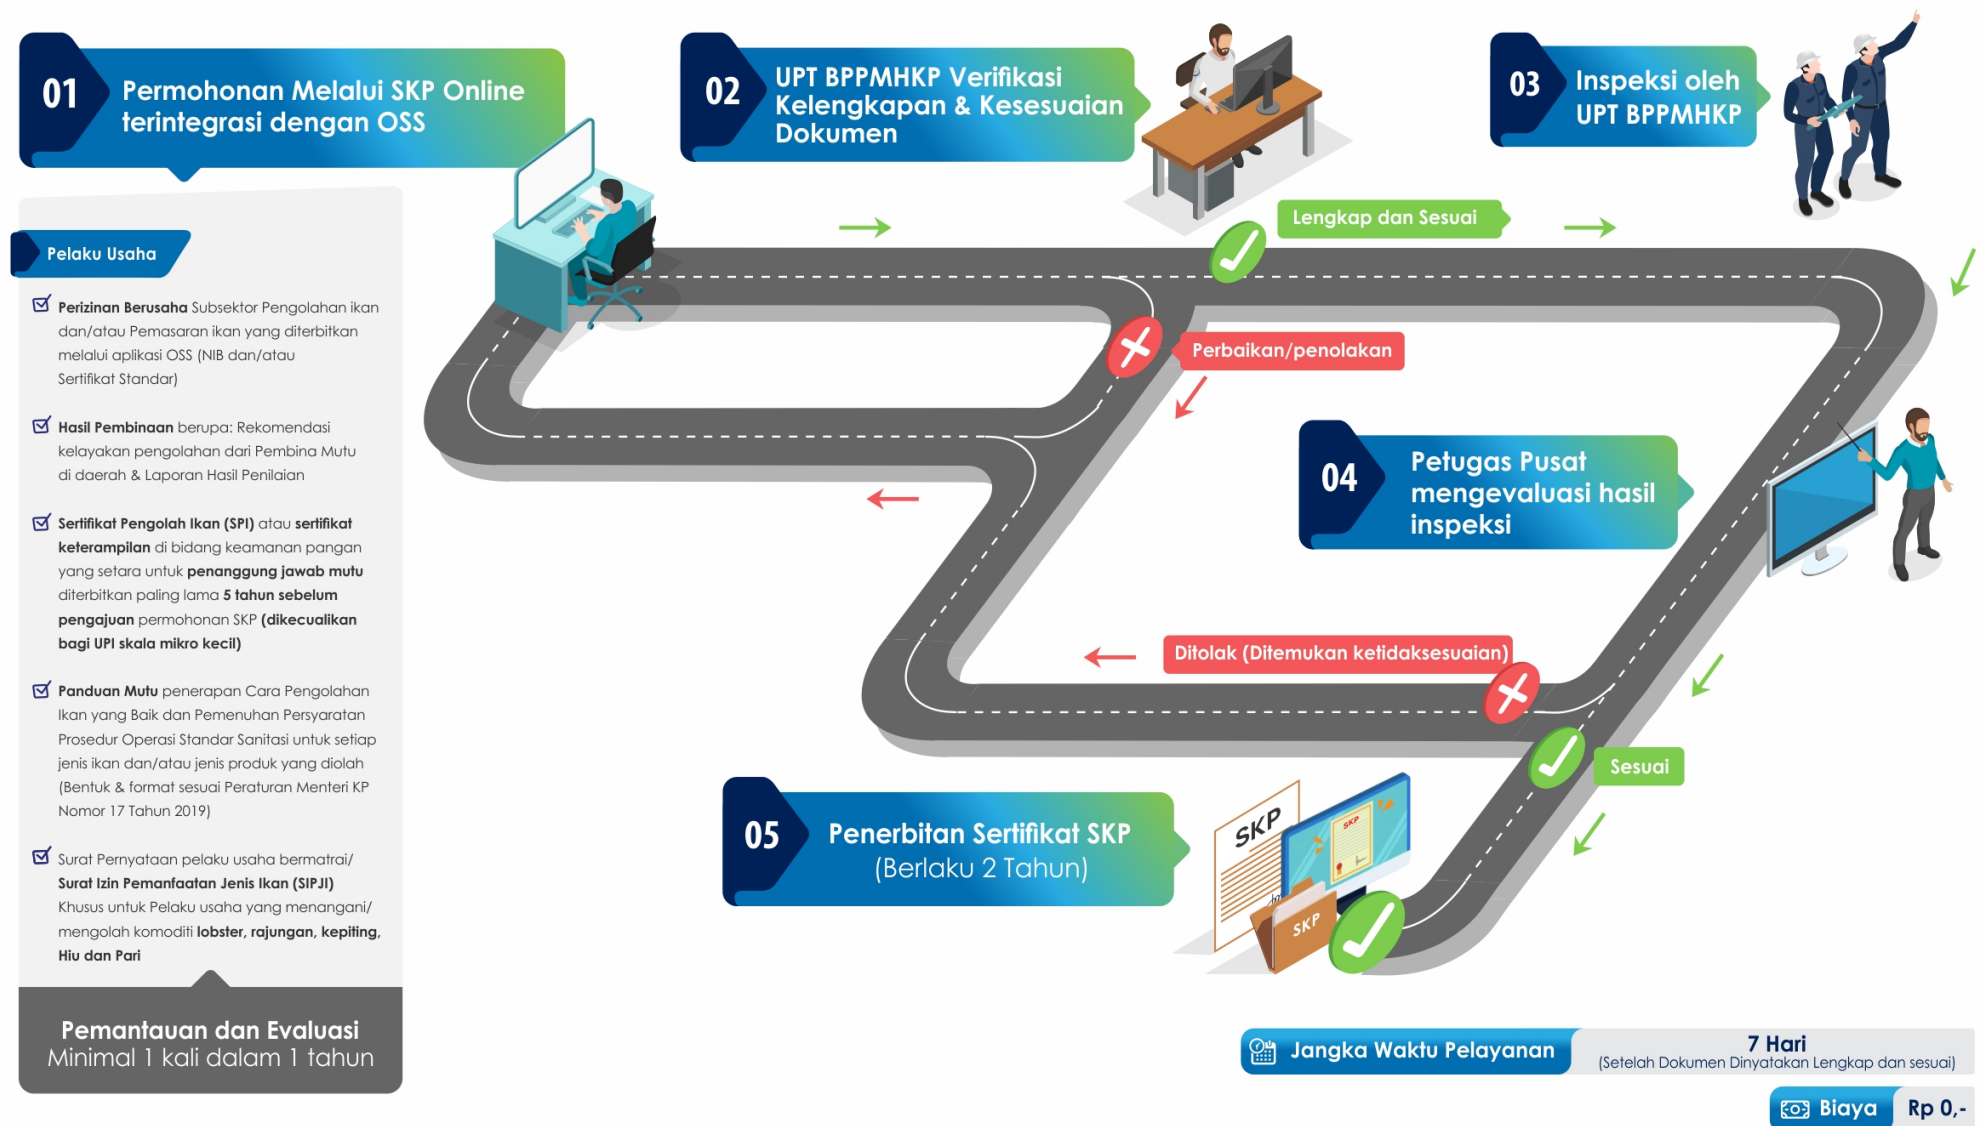 01
Permohonan Melalui SKP Online
terintegrasi dengan OSS
02
UPT BPPMHKP Verifikasi
Kelengkapan & Kesesuaian
Dokumen
03
Inspeksi oleh
UPT BPPMHKP
Lengkap dan Sesuai
Pelaku Usaha
Perizinan Berusaha Subsektor Pengolahan ikan
dan/atau Pemasaran ikan yang diterbitkan
melalui aplikasi OSS (NIB dan/atau
Sertifikat Standar)
Hasil Pembinaan berupa: Rekomendasi
kelayakan pengolahan dari Pembina Mutu
di daerah & Laporan Hasil Penilaian
Sertifikat Pengolah Ikan (SPI) atau sertifikat
keterampilan di bidang keamanan pangan
yang setara untuk penanggung jawab mutu
diterbitkan paling lama 5 tahun sebelum
pengajuan permohonan SKP (dikecualikan
bagi UPI skala mikro kecil)
Panduan Mutu penerapan Cara Pengolahan
Ikan yang Baik dan Pemenuhan Persyaratan
Prosedur Operasi Standar Sanitasi untuk setiap
jenis ikan dan/atau jenis produk yang diolah
(Bentuk & format sesuai Peraturan Menteri KP
Nomor 17 Tahun 2019)
Surat Pernyataan pelaku usaha bermatrai/
Surat Izin Pemanfaatan Jenis Ikan (SIPJI)
Khusus untuk Pelaku usaha yang menangani/
mengolah komoditi lobster, rajungan, kepiting,
Hiu dan Pari
Pemantauan dan Evaluasi
Minimal 1 kali dalam 1 tahun
Perbaikan/penolakan
04
Petugas Pusat
mengevaluasi hasil
inspeksi
Ditolak (Ditemukan ketidaksesuaian)
Sesuai
05
Penerbitan Sertifikat SKP
(Berlaku 2 Tahun)
SKP
SKP
SKP
Jangka Waktu Pelayanan
7 Hari
(Setelah Dokumen Dinyatakan Lengkap dan sesuai)
Biaya
Rp 0,-